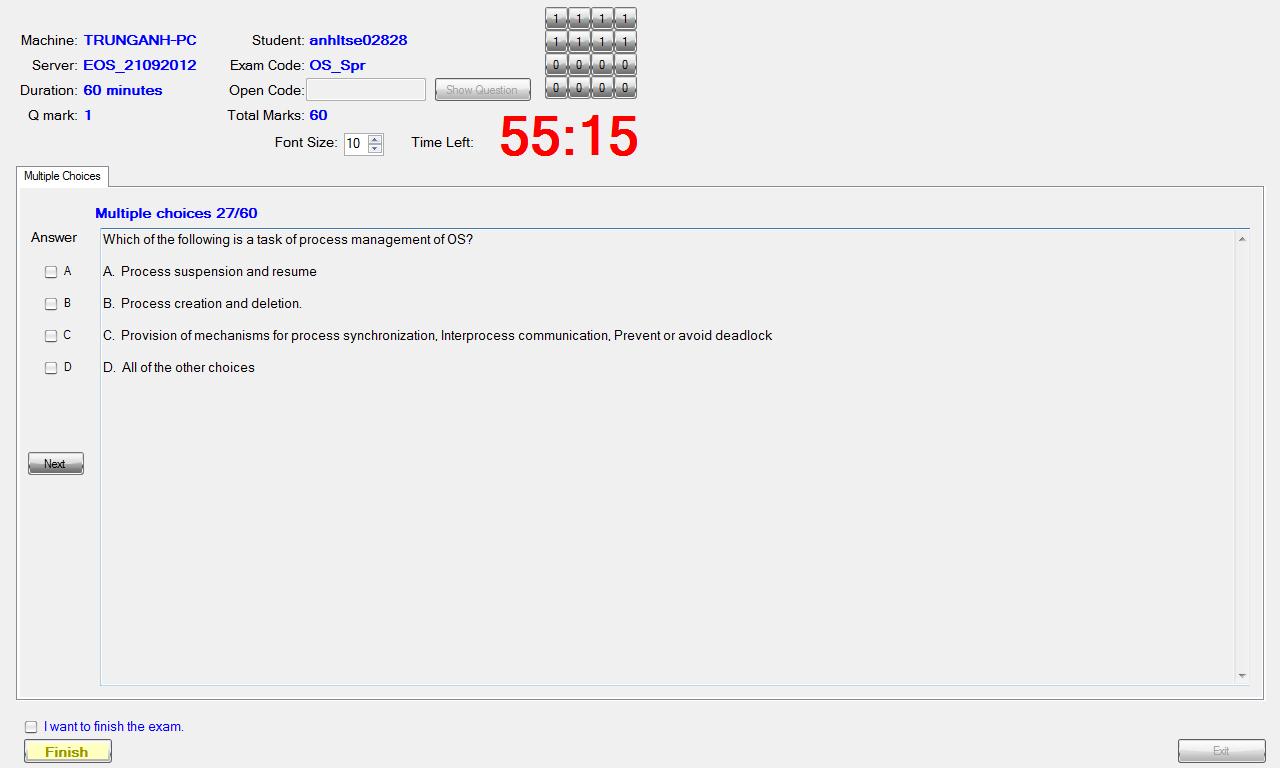 Machine: TRUNGANH-PC Student: anhltse02828
Server: EOS_21092012 Exam Code: OS_Spr
Duration: 60 minutes Open Code: Show Question
Q mark: 1 Total Marks: 60
1 1 1 1
1 1 1 1
0 0 0 0
0 0 0 0
Font Size: 10 Time Left: 55:15
Multiple Choices
Multiple choices 27/60
Answer
Which of the following is a task of process management of OS?
A A. Process suspension and resume
B B. Process creation and deletion.
C C. Provision of mechanisms for process synchronization, Interprocess communication, Prevent or avoid deadlock
D D. All of the other choices
Next
I want to finish the exam.
Finish Exit